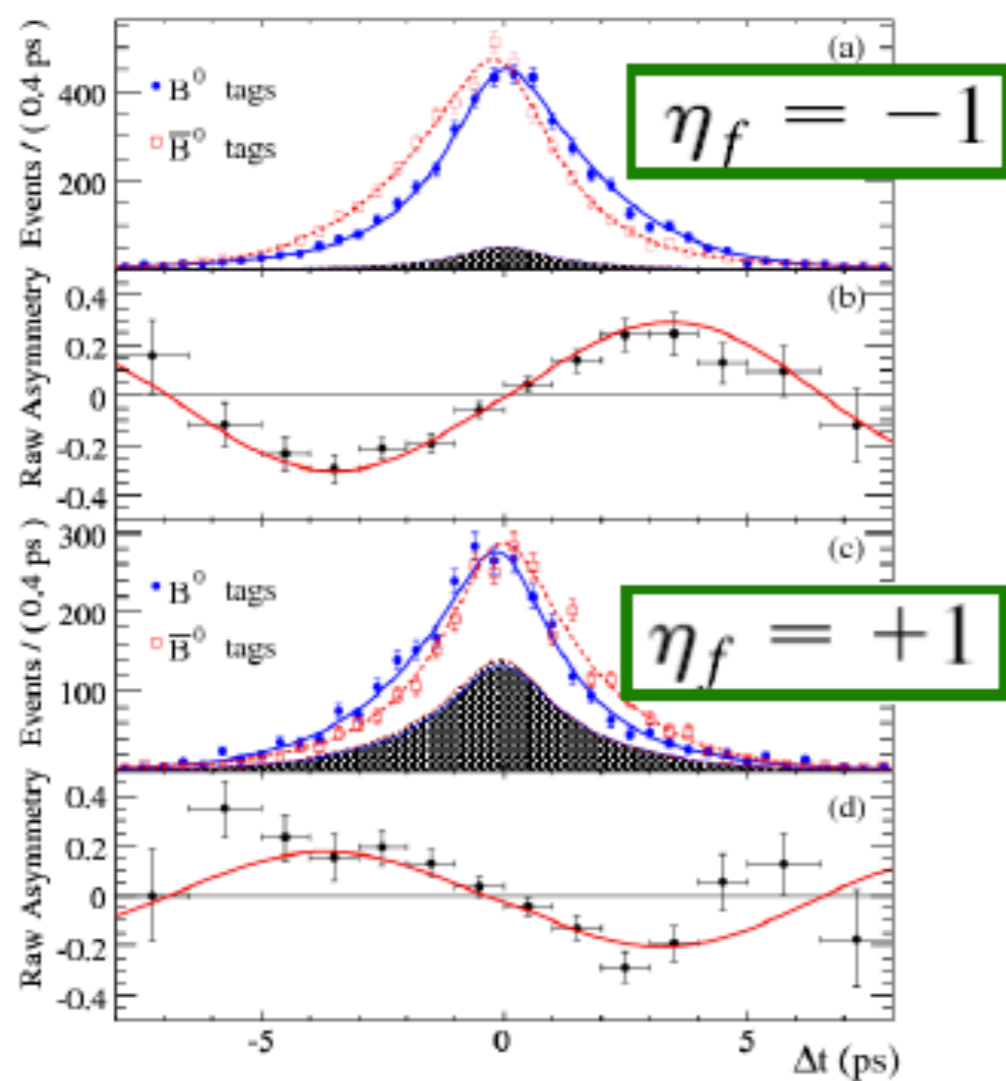 Events / ( 0.4 ps )
400
200
B⁰ tags
B̅⁰ tags
(a)
η_f = −1
Raw Asymmetry
0.4
0.2
0
-0.2
-0.4
(b)
Events / ( 0.4 ps )
300
200
100
B⁰ tags
B̅⁰ tags
(c)
η_f = +1
Raw Asymmetry
0.4
0.2
0
-0.2
-0.4
(d)
-5 0 5
Δt (ps)